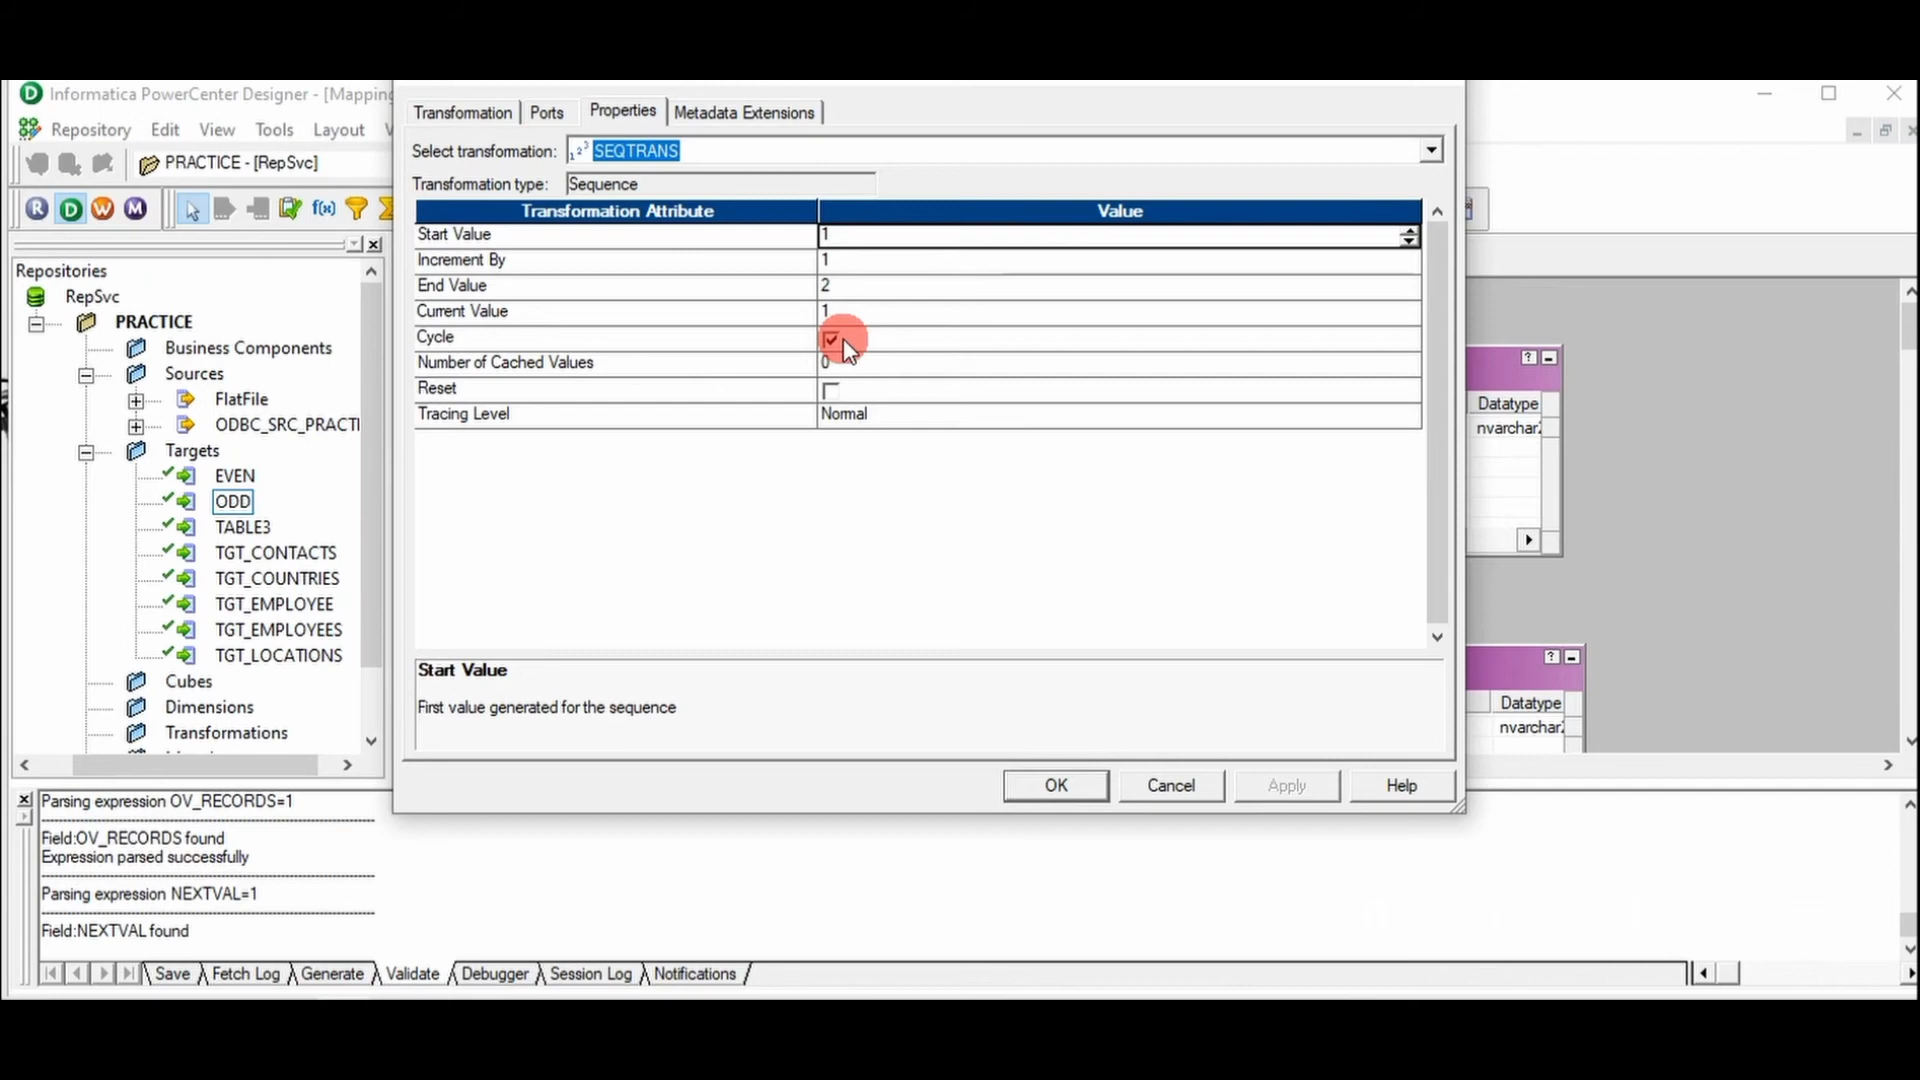 Informatica PowerCenter Designer - [Mapping
Repository Edit View Tools Layout
PRACTICE - [RepSvc]
R D W M f(x)
Repositories
RepSvc
PRACTICE
Business Components
Sources
FlatFile
ODBC_SRC_PRACTI
Targets
EVEN
ODD
TABLE3
TGT_CONTACTS
TGT_COUNTRIES
TGT_EMPLOYEE
TGT_EMPLOYEES
TGT_LOCATIONS
Cubes
Dimensions
Transformations
Transformation Ports Properties Metadata Extensions
Select transformation: SEQTRANS
Transformation type: Sequence
Transformation Attribute Value
Start Value 1
Increment By 1
End Value 2
Current Value 1
Cycle
Number of Cached Values 0
Reset
Tracing Level Normal
Start Value
First value generated for the sequence
OK Cancel Apply Help
Datatype
nvarchar2
Datatype
nvarchar2
Parsing expression OV_RECORDS=1
Field:OV_RECORDS found
Expression parsed successfully
Parsing expression NEXTVAL=1
Field:NEXTVAL found
Save Fetch Log Generate Validate Debugger Session Log Notifications